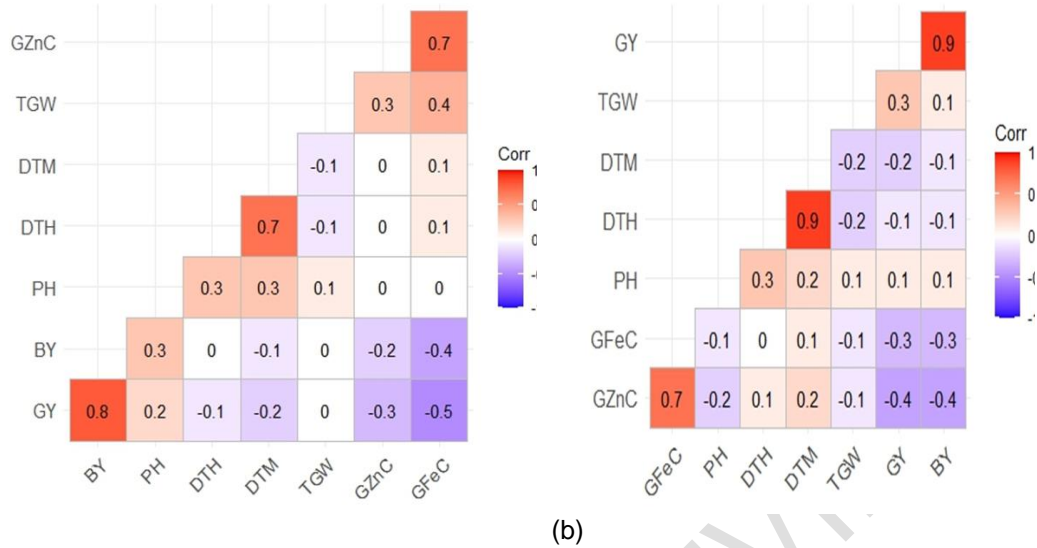 GZnC 0.7
TGW 0.3 0.4
DTM -0.1 0 0.1
DTH 0.7 -0.1 0 0.1
PH 0.3 0.3 0.1 0 0
BY 0.3 0 -0.1 0 -0.2 -0.4
GY 0.8 0.2 -0.1 -0.2 0 -0.3 -0.5
BY PH DTH DTM TGW GZnC GFeC
Corr
1
0
0
GY 0.9
TGW 0.3 0.1
DTM -0.2 -0.2 -0.1
DTH 0.9 -0.2 -0.1 -0.1
PH 0.3 0.2 0.1 0.1 0.1
GFeC -0.1 0 0.1 -0.1 -0.3 -0.3
GZnC 0.7 -0.2 0.1 0.2 -0.1 -0.4 -0.4
GFeC PH DTH DTM TGW GY BY
Corr
1
0
0
(b)